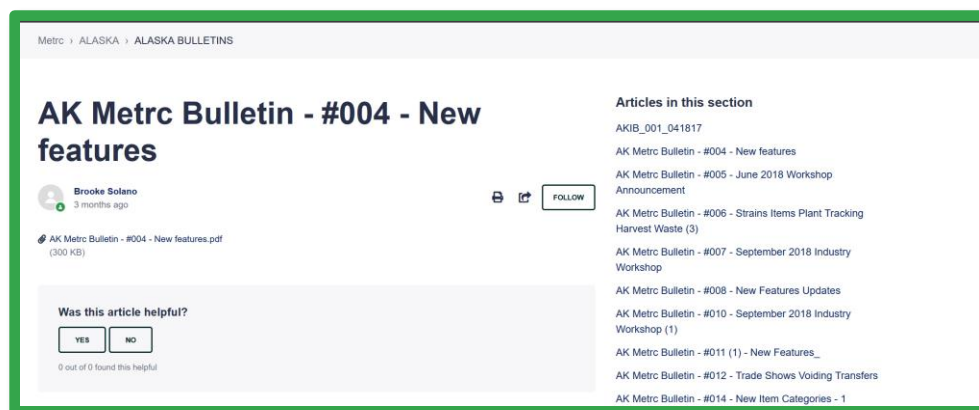 Metrc › ALASKA › ALASKA BULLETINS
AK Metrc Bulletin - #004 - New
features
Brooke Solano
3 months ago
FOLLOW
AK Metrc Bulletin - #004 - New features.pdf
(300 KB)
Was this article helpful?
YES NO
0 out of 0 found this helpful
Articles in this section
AKIB_001_041817
AK Metrc Bulletin - #004 - New features
AK Metrc Bulletin - #005 - June 2018 Workshop
Announcement
AK Metrc Bulletin - #006 - Strains Items Plant Tracking
Harvest Waste (3)
AK Metrc Bulletin - #007 - September 2018 Industry
Workshop
AK Metrc Bulletin - #008 - New Features Updates
AK Metrc Bulletin - #010 - September 2018 Industry
Workshop (1)
AK Metrc Bulletin - #011 (1) - New Features_
AK Metrc Bulletin - #012 - Trade Shows Voiding Transfers
AK Metrc Bulletin - #014 - New Item Categories - 1